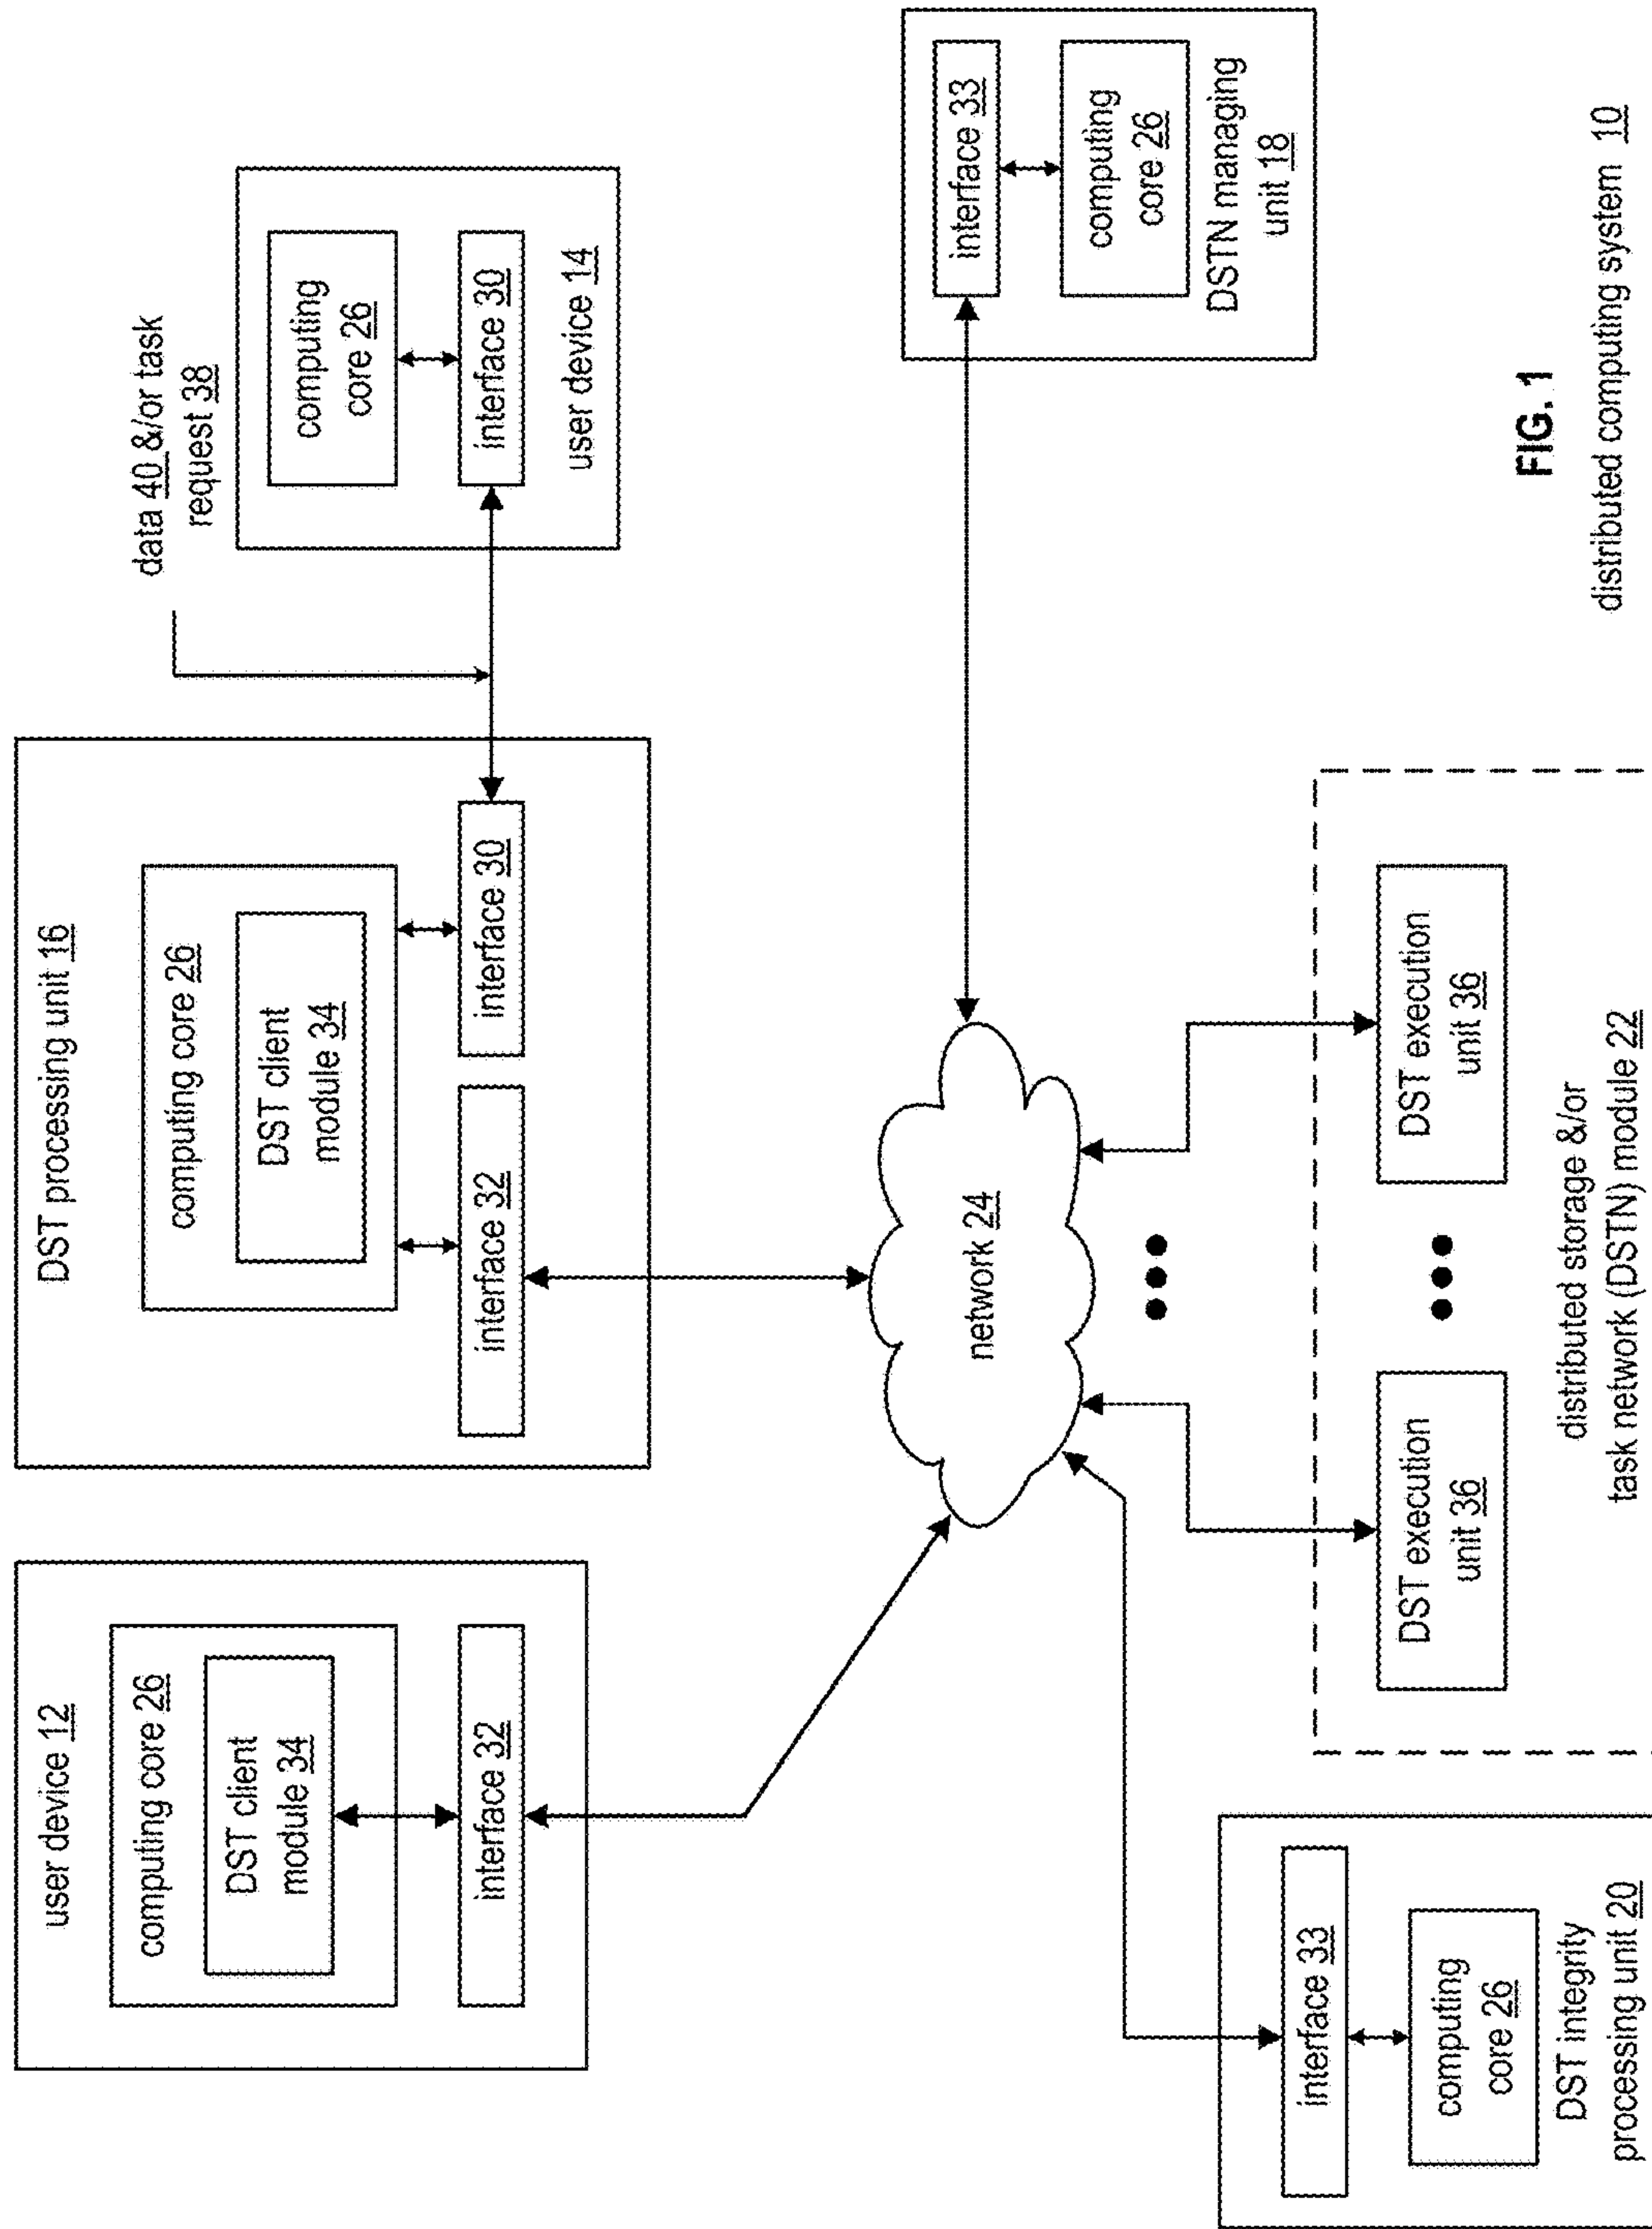 user device 12
computing core 26
DST client
module 34
interface 32
DST processing unit 16
computing core 26
DST client
module 34
interface 32
interface 30
data 40 &/or task
request 38
computing
core 26
interface 30
user device 14
network 24
interface 33
computing
core 26
DSTN managing
unit 18
interface 33
computing
core 26
DST integrity
processing unit 20
DST execution
unit 36
DST execution
unit 36
distributed storage &/or
task network (DSTN) module 22
FIG. 1
distributed computing system 10